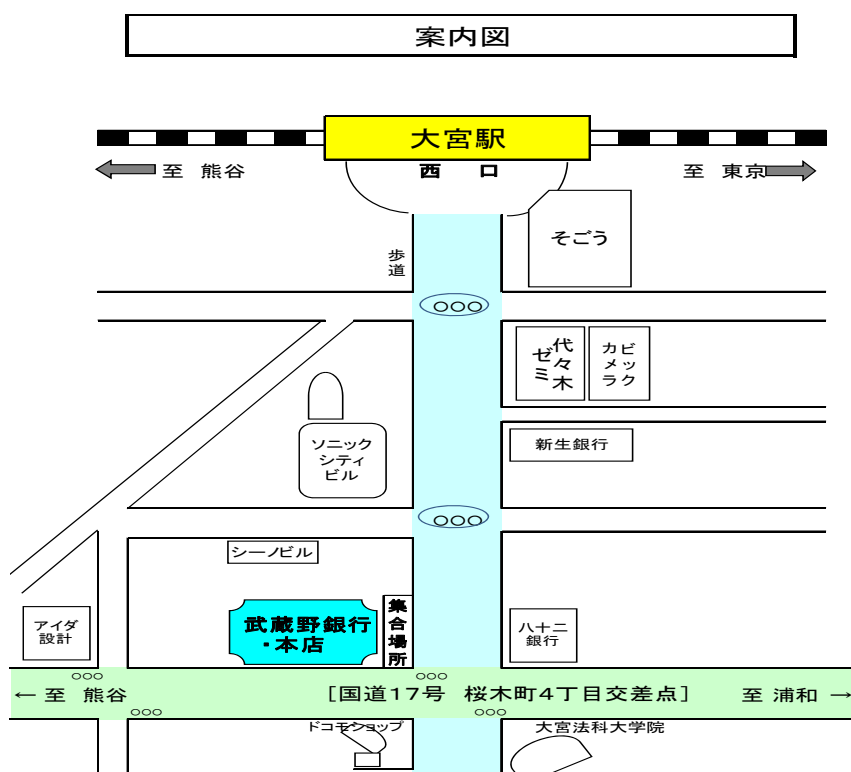 案内図
大宮駅
西 口
至 熊谷
至 東京
そごう
歩道
○○○
代々木
ゼミ
ビック
カメラ
ソニック
シティ
ビル
新生銀行
○○○
シーノビル
武蔵野銀行
・本店
集合場所
アイダ
設計
八十二
銀行
○○○
○○○
← 至 熊谷
[国道17号 桜木町4丁目交差点]
至 浦和 →
○○○
○○○
ドコモショップ
大宮法科大学院